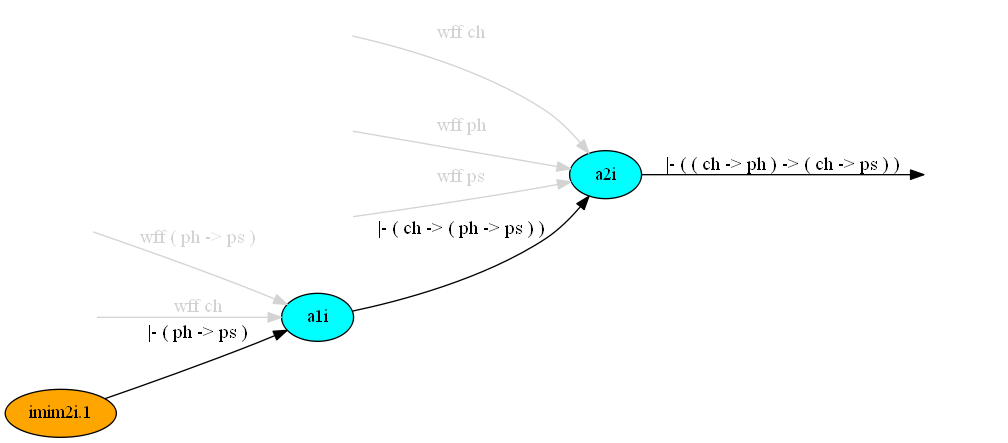 wff ch
wff ph
|- ( ( ch -> ph ) -> ( ch -> ps ) )
a2i
wff ps
|- ( ch -> ( ph -> ps ) )
wff ( ph -> ps )
wff ch
a1i
|- ( ph -> ps )
imim2i.1